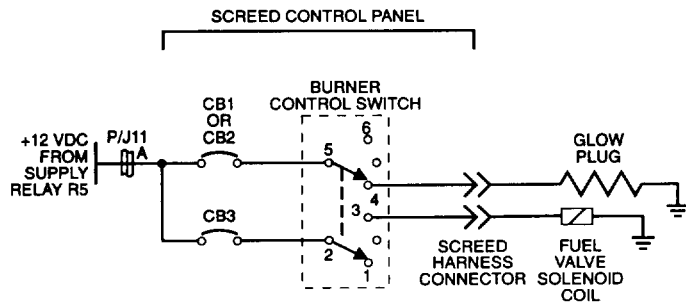 SCREED CONTROL PANEL
BURNER
CONTROL SWITCH
CB1
OR
CB2
+12 VDC
FROM
SUPPLY
RELAY R5
P/J11
A
6
5
4
3
2
1
CB3
GLOW
PLUG
SCREED
HARNESS
CONNECTOR
FUEL
VALVE
SOLENOID
COIL